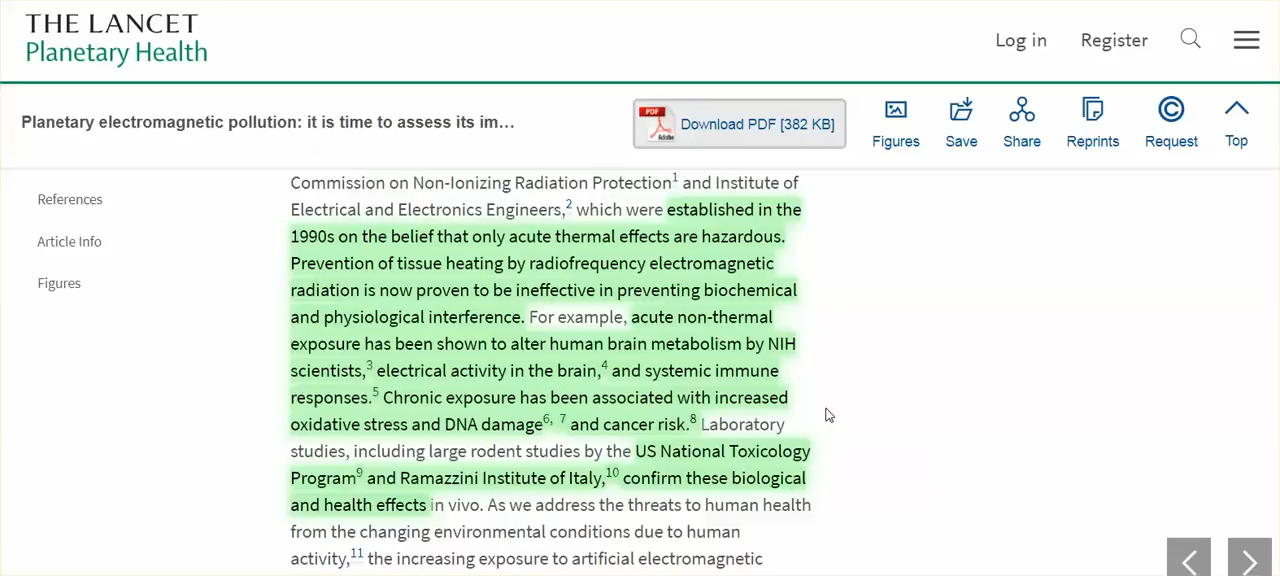 THE LANCET
Planetary Health
Log in
Register
Planetary electromagnetic pollution: it is time to assess its im...
PDF
Adobe
Download PDF [382 KB]
Figures
Save
Share
Reprints
Request
Top
References
Article Info
Figures
Commission on Non-Ionizing Radiation Protection1 and Institute of
Electrical and Electronics Engineers,2 which were established in the
1990s on the belief that only acute thermal effects are hazardous.
Prevention of tissue heating by radiofrequency electromagnetic
radiation is now proven to be ineffective in preventing biochemical
and physiological interference. For example, acute non-thermal
exposure has been shown to alter human brain metabolism by NIH
scientists,3 electrical activity in the brain,4 and systemic immune
responses.5 Chronic exposure has been associated with increased
oxidative stress and DNA damage6, 7 and cancer risk.8 Laboratory
studies, including large rodent studies by the US National Toxicology
Program9 and Ramazzini Institute of Italy,10 confirm these biological
and health effects in vivo. As we address the threats to human health
from the changing environmental conditions due to human
activity,11 the increasing exposure to artificial electromagnetic